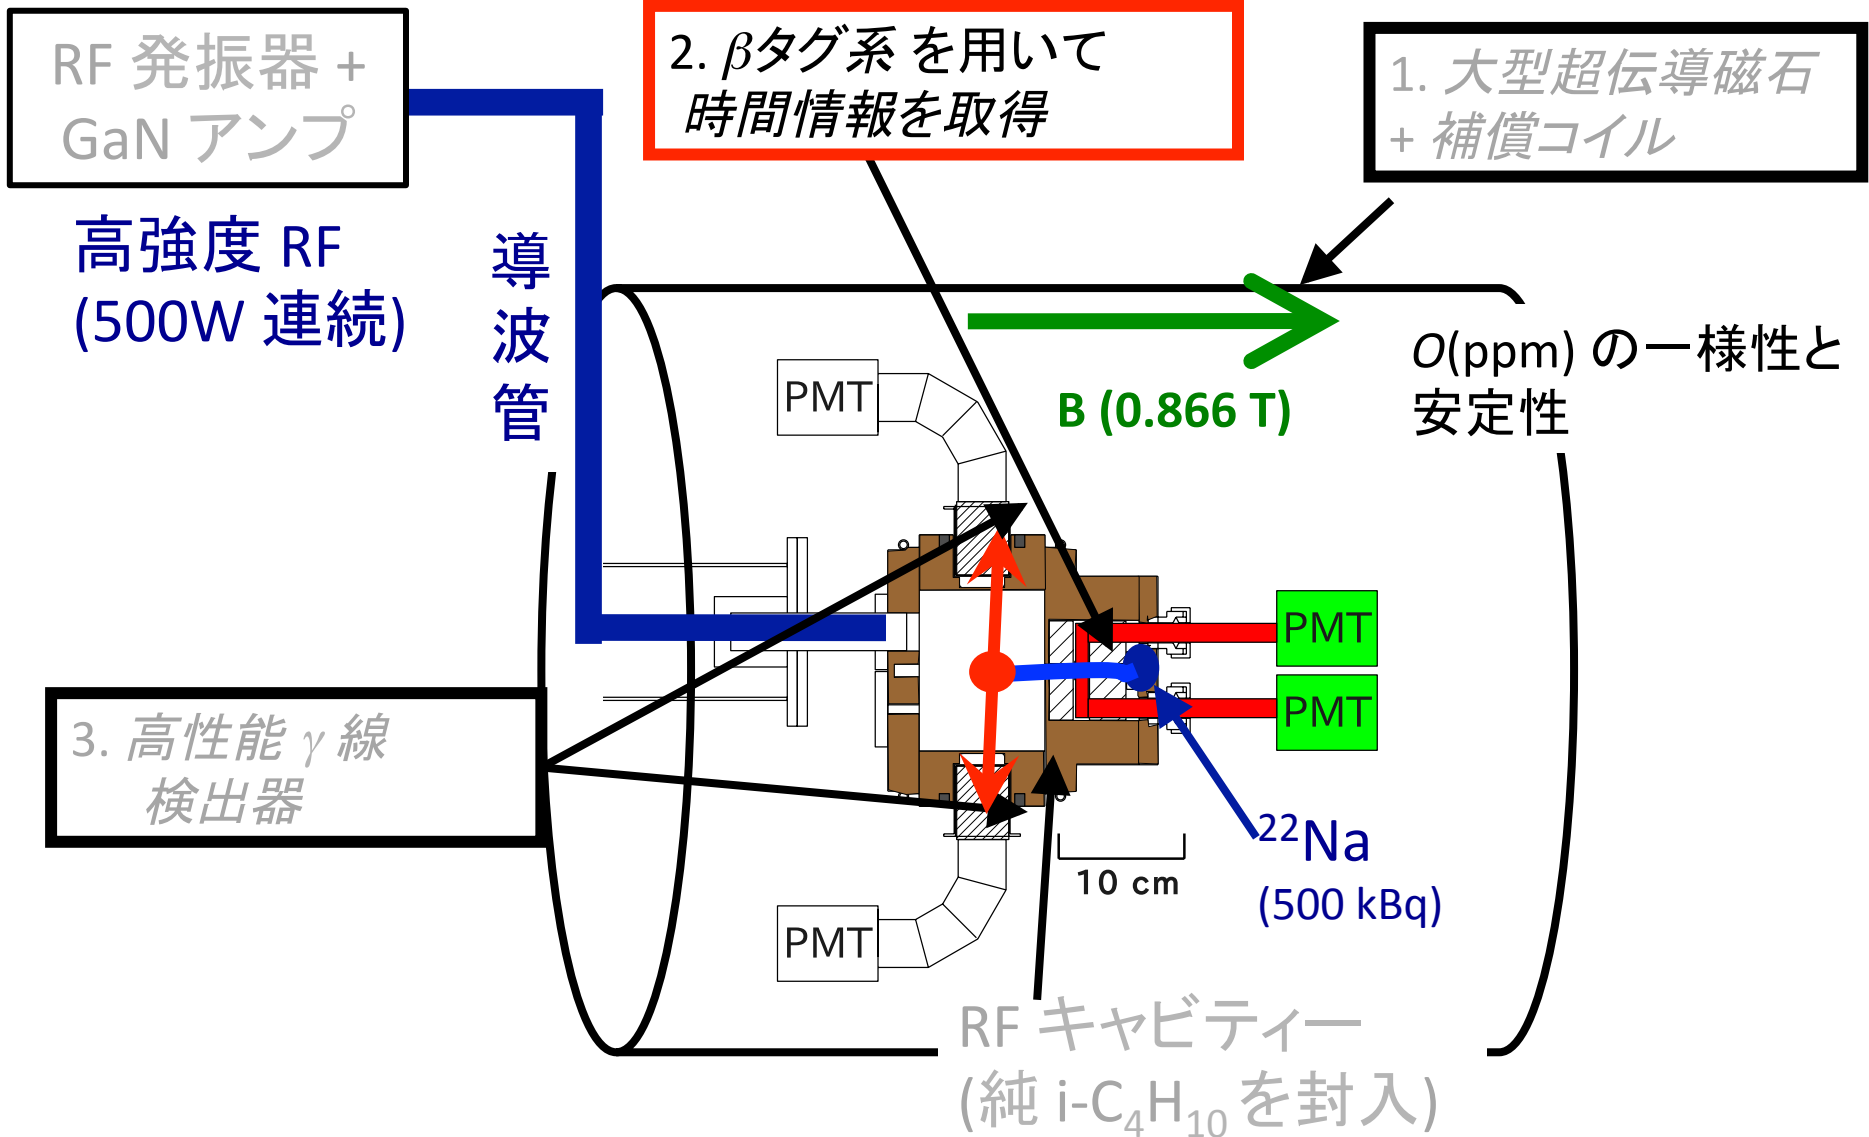 RF 発振器 +
GaN アンプ
2. βタグ系 を用いて
時間情報を取得
1. 大型超伝導磁石
+ 補償コイル
高強度 RF
(500W 連続)
導
波
管
O(ppm) の一様性と
安定性
B (0.866 T)
PMT
PMT
PMT
3. 高性能 γ 線
検出器
22Na
(500 kBq)
10 cm
PMT
RF キャビティー
(純 i-C4H10 を封入)